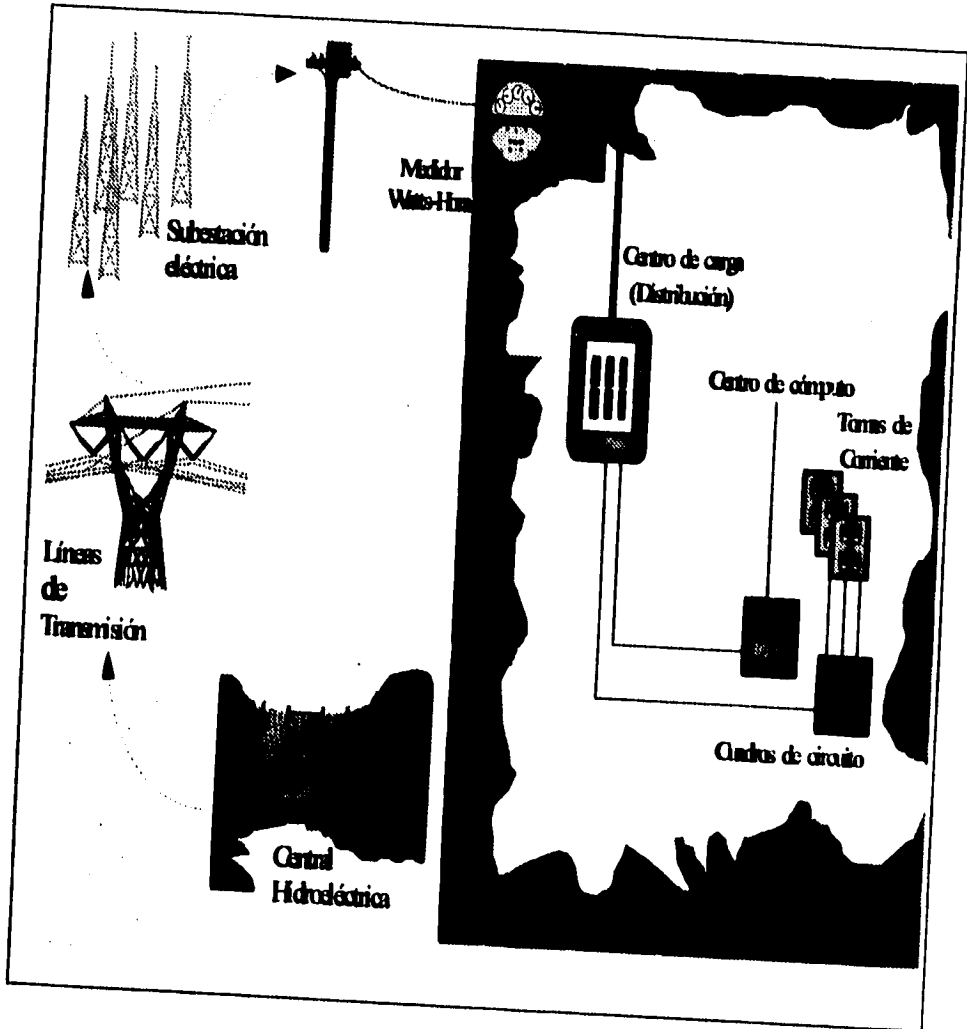 Medidor
Watts-Hora
Subestación
eléctrica
Centro de carga
(Distribución)
Centro de cómputo
Tomas de
Corriente
Líneas
de
Transmisión
Cuadros de circuito
Central
Hidroeléctrica